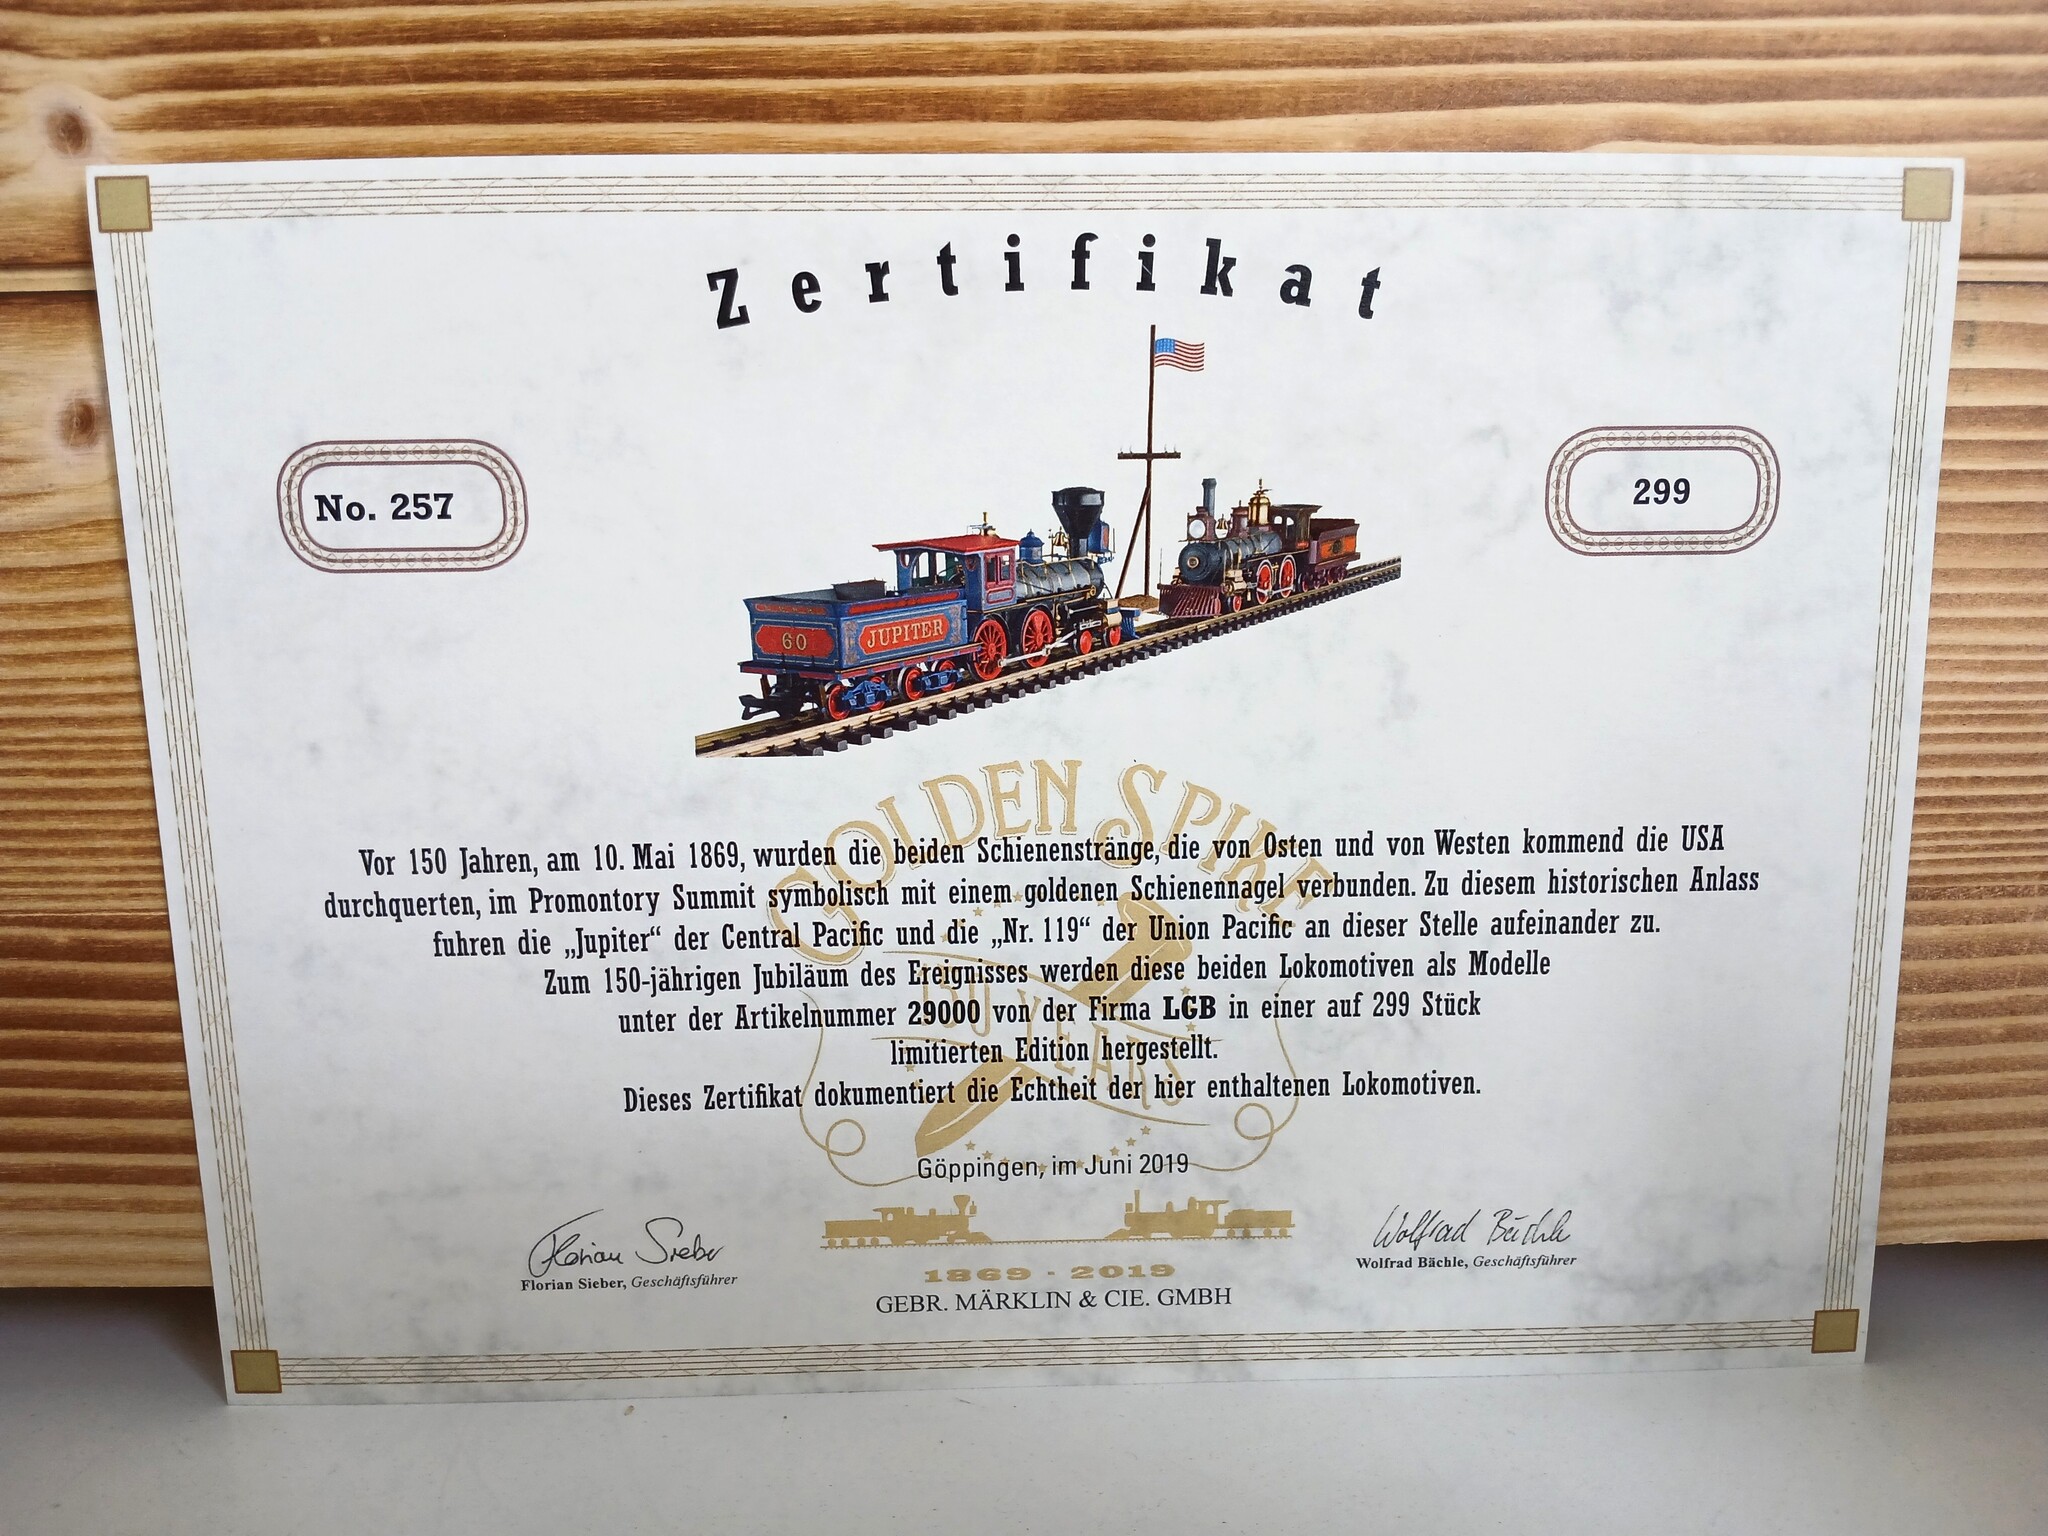 Zertifikat
No. 257
299
60
JUPITER
GOLDEN SPIKE
Vor 150 Jahren, am 10. Mai 1869, wurden die beiden Schienenstränge, die von Osten und von Westen kommend die USA
durchquerten, im Promontory Summit symbolisch mit einem goldenen Schienennagel verbunden. Zu diesem historischen Anlass
fuhren die „Jupiter“ der Central Pacific und die „Nr. 119“ der Union Pacific an dieser Stelle aufeinander zu.
Zum 150-jährigen Jubiläum des Ereignisses werden diese beiden Lokomotiven als Modelle
150 YEARS
unter der Artikelnummer 29000 von der Firma LGB in einer auf 299 Stück
limitierten Edition hergestellt.
Dieses Zertifikat dokumentiert die Echtheit der hier enthaltenen Lokomotiven.
Göppingen, im Juni 2019
Florian Sieber
Florian Sieber, Geschäftsführer
Wolfrad Bächle
Wolfrad Bächle, Geschäftsführer
1869 - 2019
GEBR. MÄRKLIN & CIE. GMBH